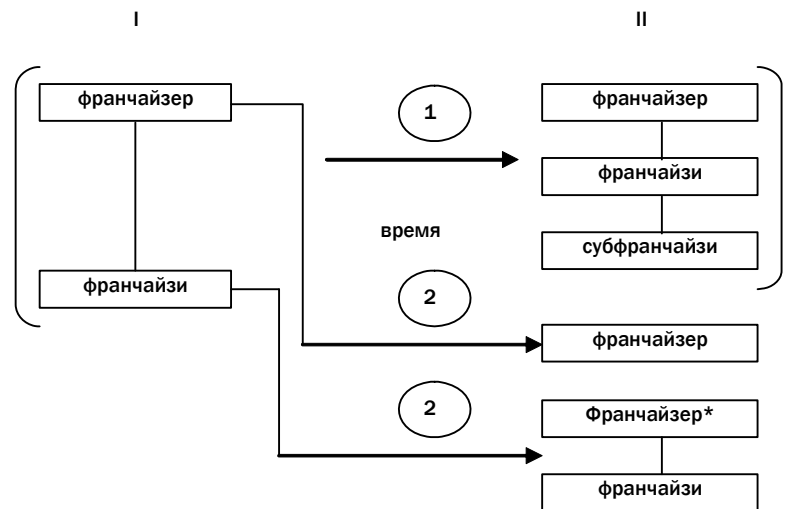 I
II
франчайзер
1
франчайзер
франчайзи
время
субфранчайзи
франчайзи
2
франчайзер
2
Франчайзер*
франчайзи